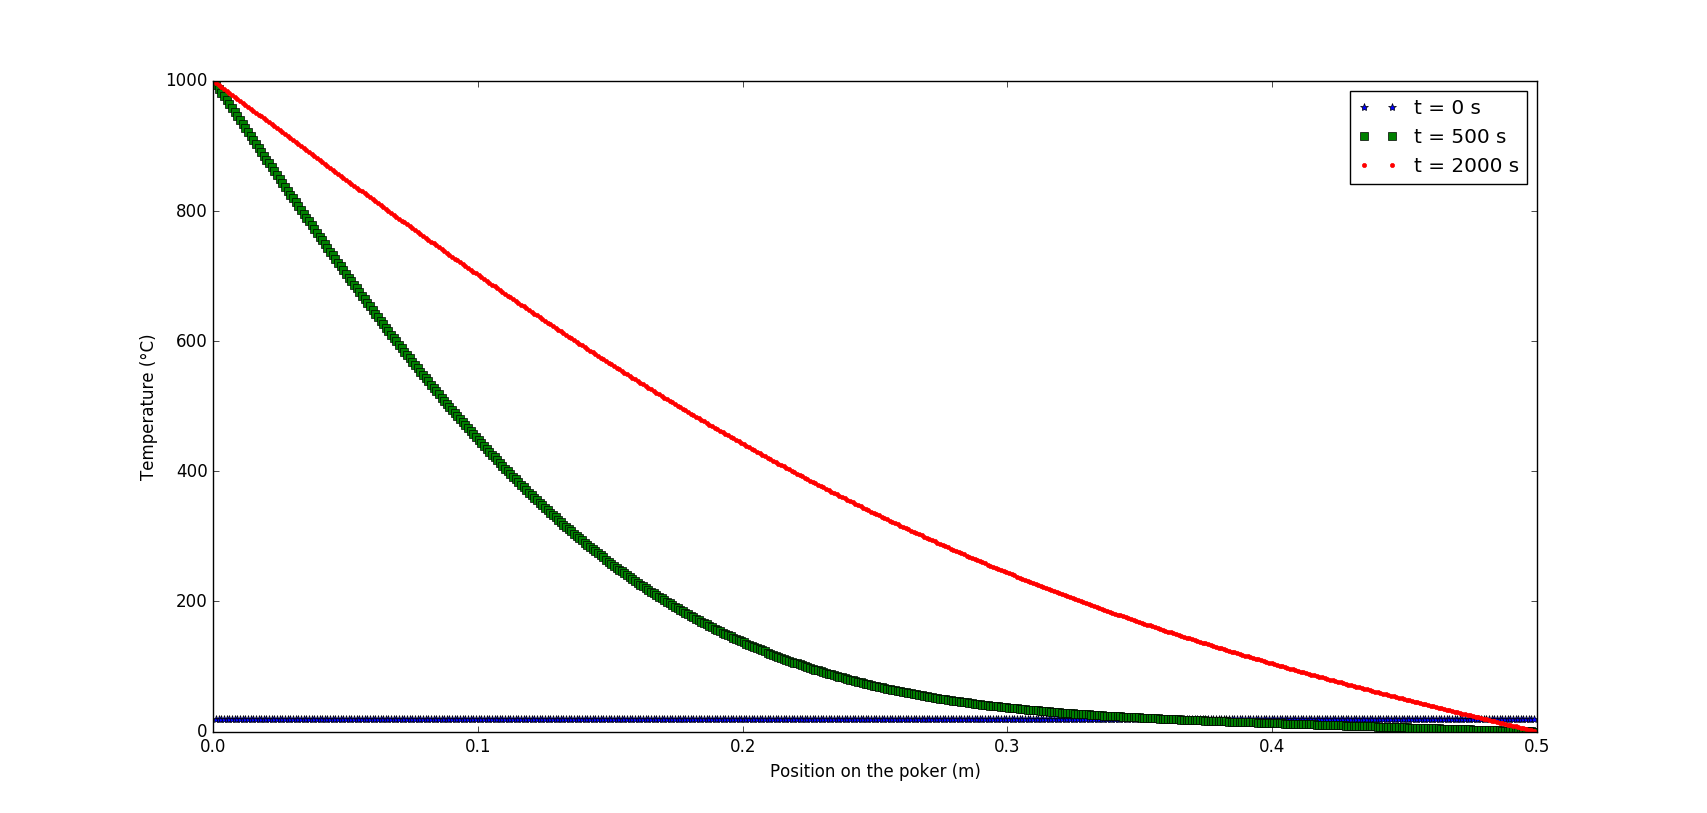 1000
800
600
400
200
0
0.0 0.1 0.2 0.3 0.4 0.5
Temperature (°C)
Position on the poker (m)
t = 0 s
t = 500 s
t = 2000 s